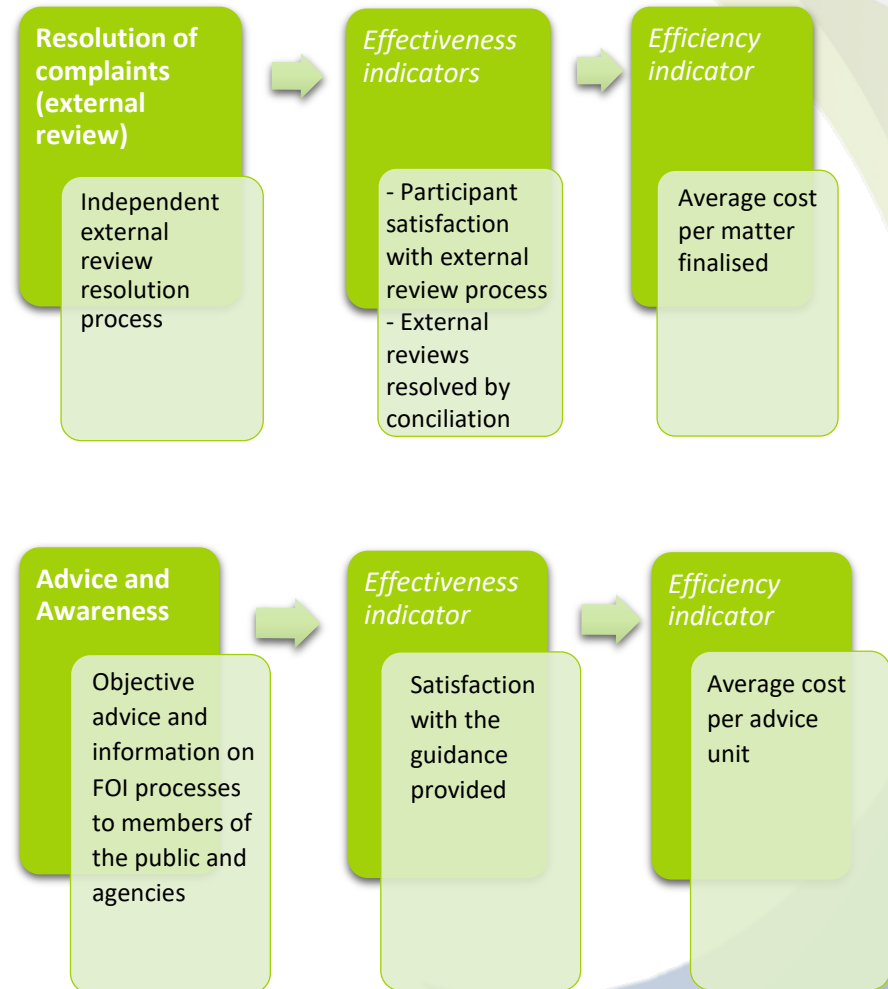 Resolution of
complaints
(external
review)
Independent
external
review
resolution
process
Effectiveness
indicators
- Participant
satisfaction
with external
review process
- External
reviews
resolved by
conciliation
Efficiency
indicator
Average cost
per matter
finalised
Advice and
Awareness
Objective
advice and
information on
FOI processes
to members of
the public and
agencies
Effectiveness
indicator
Satisfaction
with the
guidance
provided
Efficiency
indicator
Average cost
per advice
unit